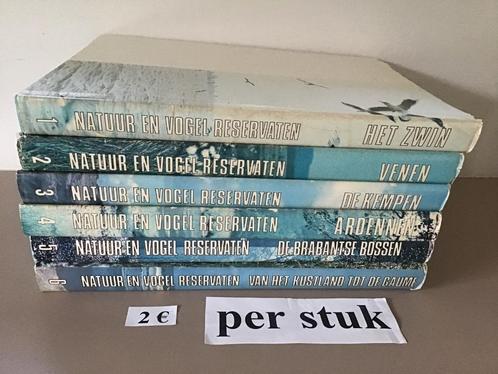 1 NATUUR EN VOGEL RESERVATEN HET ZWIN
2 NATUUR EN VOGEL RESERVATEN VENEN
3 NATUUR EN VOGEL RESERVATEN DE KEMPEN
4 NATUUR EN VOGEL RESERVATEN ARDENNEN
5 NATUUR EN VOGEL RESERVATEN DE BRABANTSE BOSSEN
6 NATUUR EN VOGEL RESERVATEN VAN HET KUSTLAND TOT DE GAUME
2 € per stuk